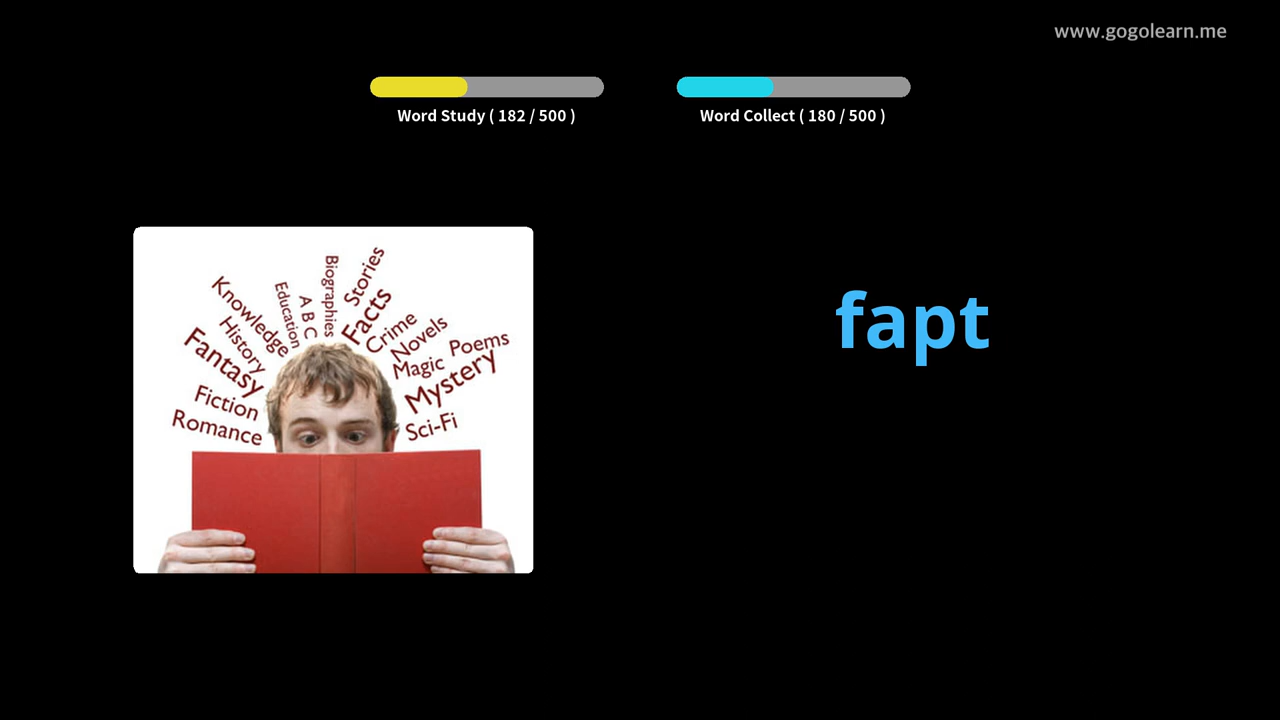 www.gogolearn.me
Word Study ( 182 / 500 )
Word Collect ( 180 / 500 )
fapt
Knowledge
Education
A B C
Biographies
Stories
Facts
Crime
Novels
Poems
Magic
Mystery
Sci-Fi
History
Fantasy
Fiction
Romance